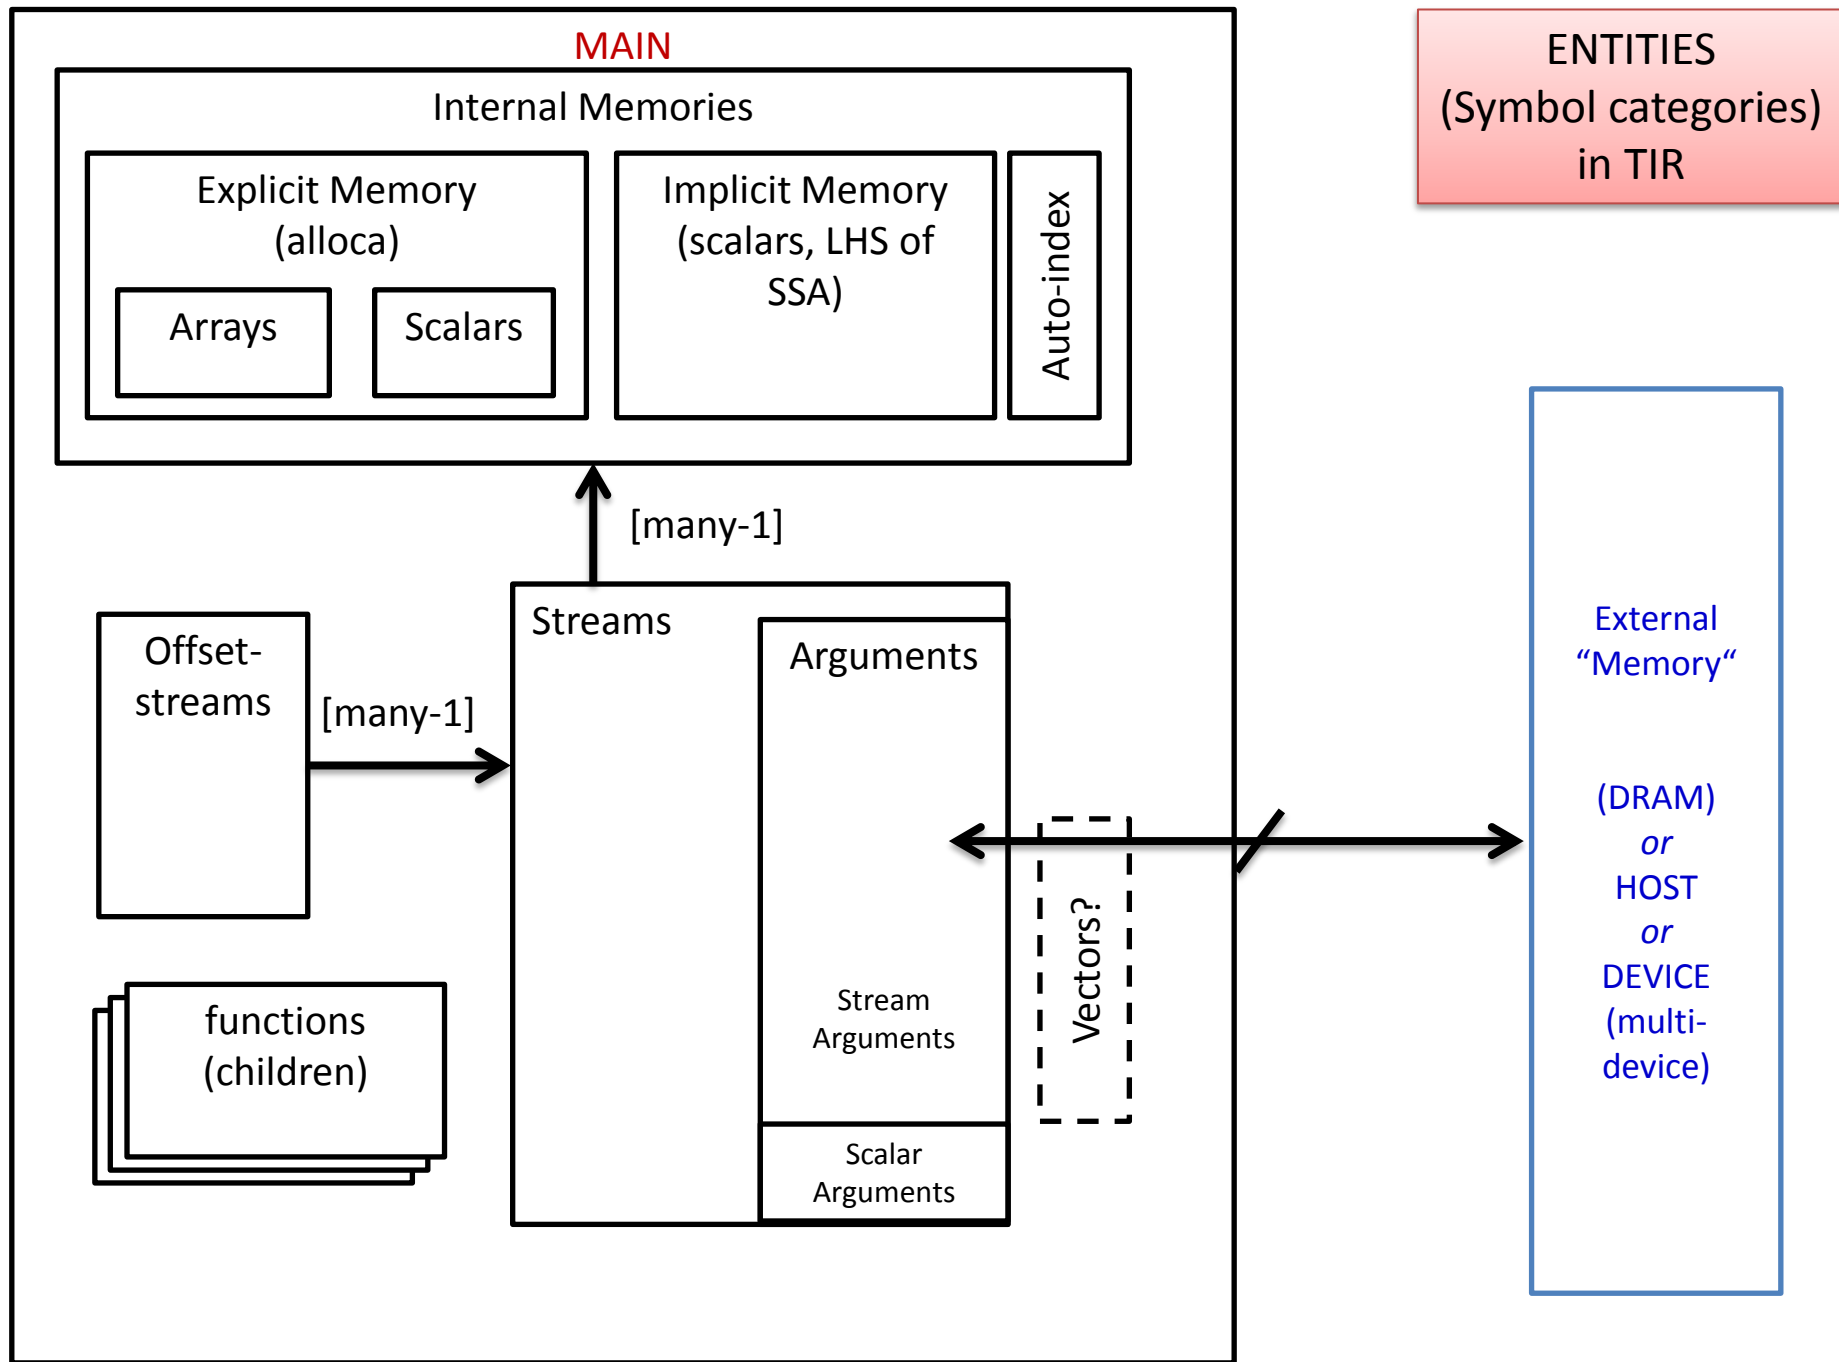 MAIN
Internal Memories
Explicit Memory
(alloca)
Arrays
Scalars
Implicit Memory
(scalars, LHS of
SSA)
Auto-index
ENTITIES
(Symbol categories)
in TIR
[many-1]
Offset-
streams
[many-1]
Streams
Arguments
Stream
Arguments
Scalar
Arguments
Vectors?
functions
(children)
External
“Memory“
(DRAM)
or
HOST
or
DEVICE
(multi-
device)